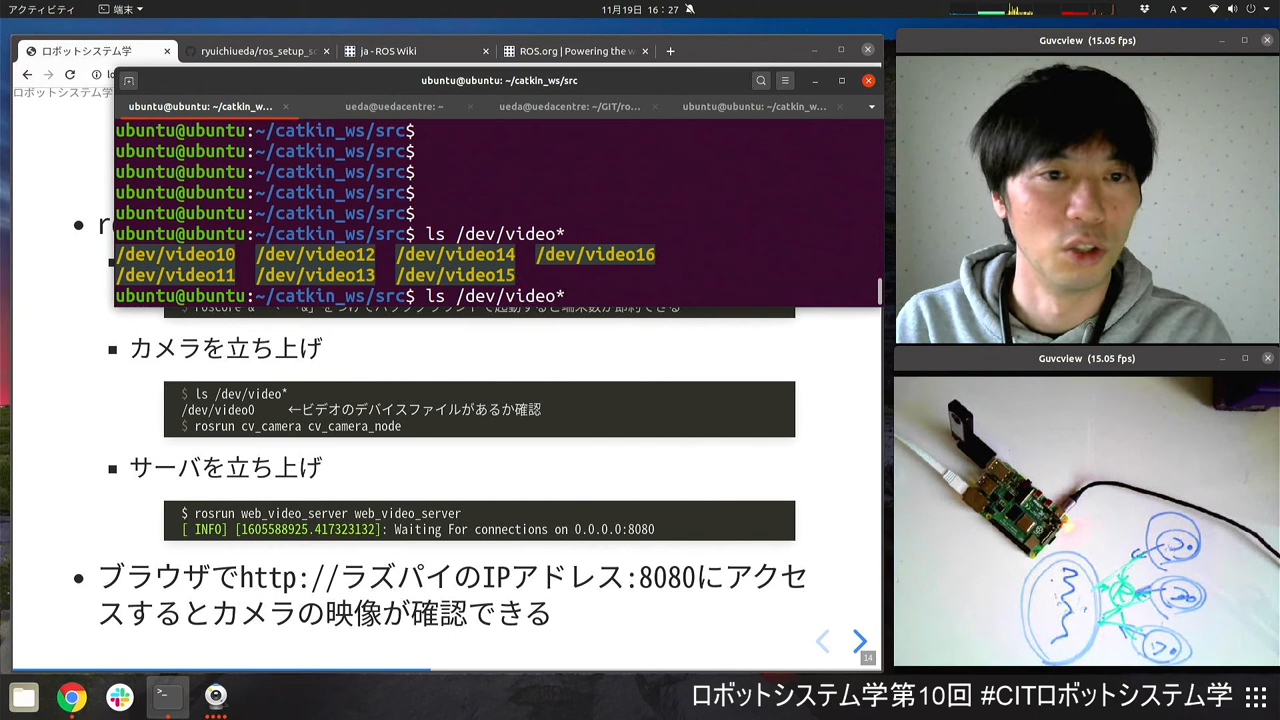 アクティビティ
端末
11月19日 16:27
A
ロボットシステム学
ryuichiueda/ros_setup_sc
ja - ROS Wiki
ROS.org | Powering the w
ロボットシステム学
ubuntu@ubuntu: ~/catkin_ws/src
ubuntu@ubuntu: ~/catkin_w...
ueda@uedacentre: ~
ueda@uedacentre: ~/GIT/ro...
ubuntu@ubuntu: ~/catkin_w...
ubuntu@ubuntu:~/catkin_ws/src$
ubuntu@ubuntu:~/catkin_ws/src$
ubuntu@ubuntu:~/catkin_ws/src$
ubuntu@ubuntu:~/catkin_ws/src$
ubuntu@ubuntu:~/catkin_ws/src$
ubuntu@ubuntu:~/catkin_ws/src$ ls /dev/video*
/dev/video10 /dev/video12 /dev/video14 /dev/video16
/dev/video11 /dev/video13 /dev/video15
ubuntu@ubuntu:~/catkin_ws/src$ ls /dev/video*
カメラを立ち上げ
$ ls /dev/video*
/dev/video0 ←ビデオのデバイスファイルがあるか確認
$ rosrun cv_camera cv_camera_node
サーバを立ち上げ
$ rosrun web_video_server web_video_server
[ INFO] [1605588925.417323132]: Waiting For connections on 0.0.0.0:8080
ブラウザでhttp://ラズパイのIPアドレス:8080にアクセ
スするとカメラの映像が確認できる
14
Guvcview (15.05 fps)
Guvcview (15.05 fps)
ロボットシステム学第10回 #CITロボットシステム学